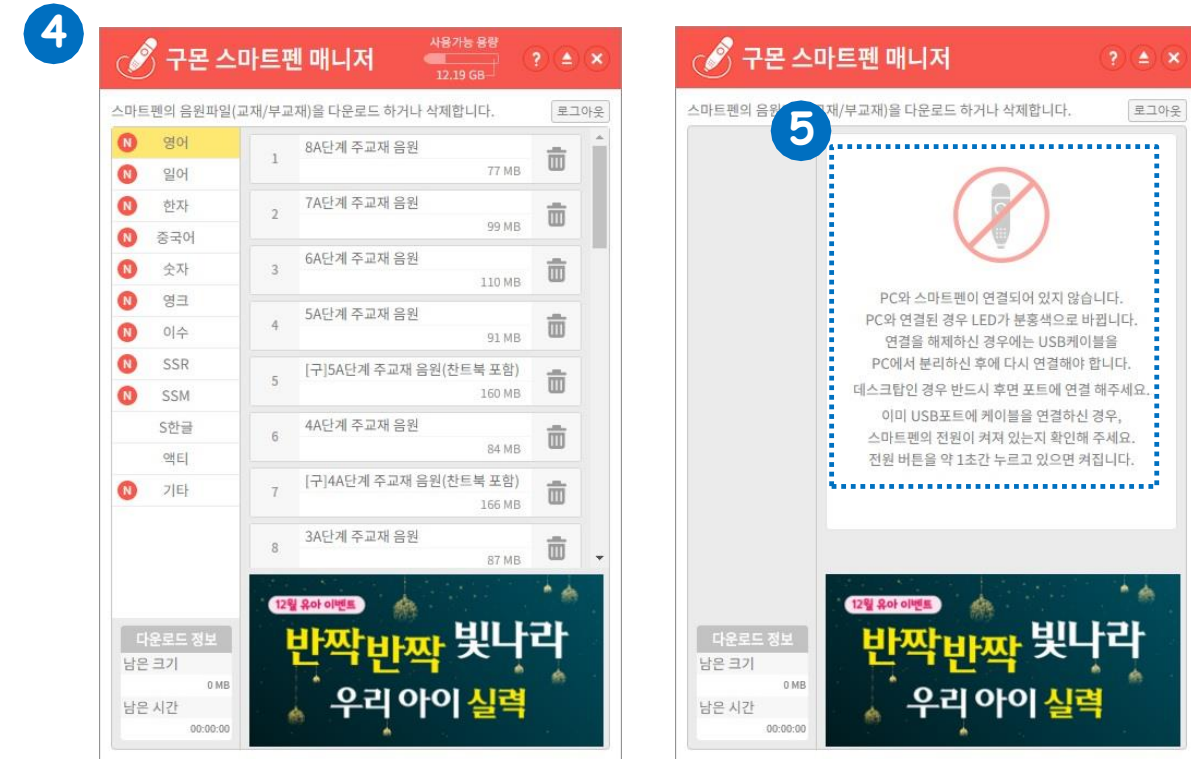 4
구몬 스마트펜 매니저
사용가능 용량
12.19 GB
?
스마트펜의 음원파일(교재/부교재)을 다운로드 하거나 삭제합니다.
로그아웃
N 영어
N 일어
N 한자
N 중국어
N 숫자
N 영크
N 이수
N SSR
N SSM
S한글
액티
N 기타
1 8A단계 주교재 음원
77 MB
2 7A단계 주교재 음원
99 MB
3 6A단계 주교재 음원
110 MB
4 5A단계 주교재 음원
91 MB
5 [구]5A단계 주교재 음원(찬트북 포함)
160 MB
6 4A단계 주교재 음원
84 MB
7 [구]4A단계 주교재 음원(찬트북 포함)
166 MB
8 3A단계 주교재 음원
87 MB
다운로드 정보
남은 크기
0 MB
남은 시간
00:00:00
12월 유아 이벤트
반짝반짝 빛나라
우리 아이 실력
구몬 스마트펜 매니저
?
스마트펜의 음원 교재/부교재)을 다운로드 하거나 삭제합니다.
로그아웃
5
PC와 스마트펜이 연결되어 있지 않습니다.
PC와 연결된 경우 LED가 분홍색으로 바뀝니다.
연결을 해제하신 경우에는 USB케이블을
PC에서 분리하신 후에 다시 연결해야 합니다.
데스크탑인 경우 반드시 후면 포트에 연결 해주세요.
이미 USB포트에 케이블을 연결하신 경우,
스마트펜의 전원이 켜져 있는지 확인해 주세요.
전원 버튼을 약 1초간 누르고 있으면 켜집니다.
다운로드 정보
남은 크기
0 MB
남은 시간
00:00:00
12월 유아 이벤트
반짝반짝 빛나라
우리 아이 실력